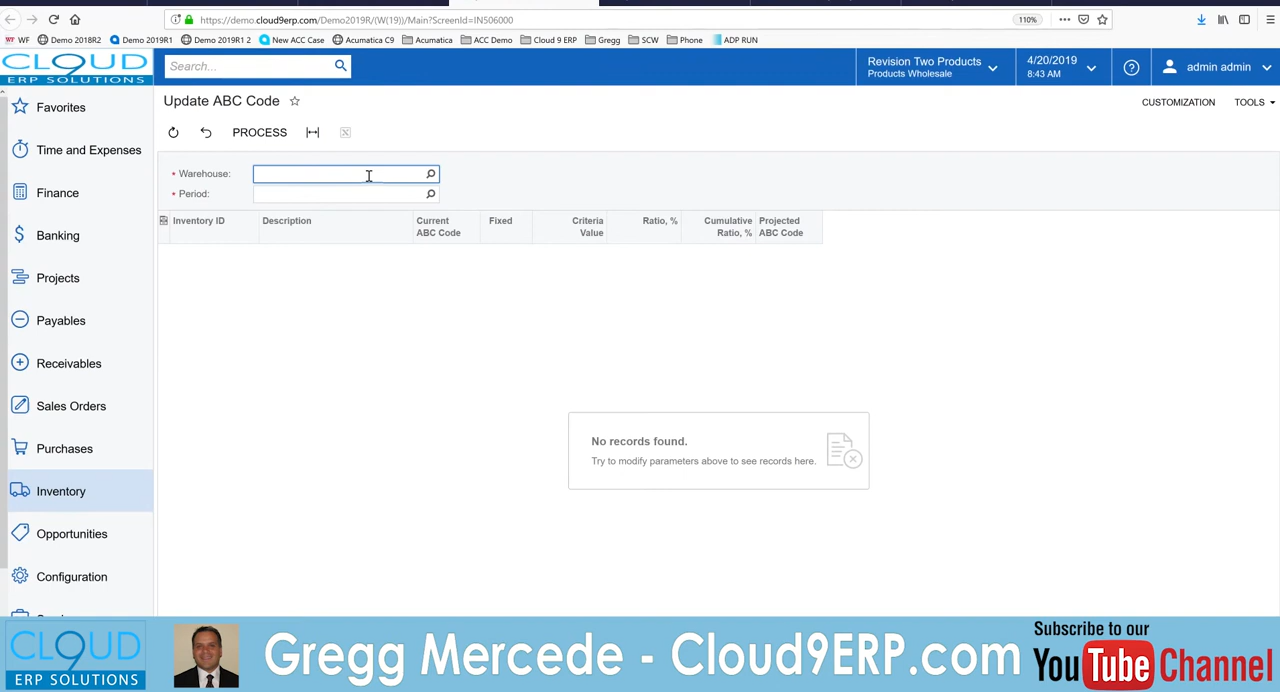 https://demo.cloud9erp.com/Demo2019R/(W(19))/Main?ScreenId=IN506000
110%
WF
Demo 2018R2
Demo 2019R1
Demo 2019R1 2
New ACC Case
Acumatica C9
Acumatica
ACC Demo
Cloud 9 ERP
Gregg
SCW
Phone
ADP RUN
CLOUD
ERP SOLUTIONS
Search...
Revision Two Products
Products Wholesale
4/20/2019
8:43 AM
admin admin
Update ABC Code
CUSTOMIZATION
TOOLS
PROCESS
* Warehouse:
* Period:
Inventory ID
Description
Current ABC Code
Fixed
Criteria Value
Ratio, %
Cumulative Ratio, %
Projected ABC Code
No records found.
Try to modify parameters above to see records here.
Favorites
Time and Expenses
Finance
Banking
Projects
Payables
Receivables
Sales Orders
Purchases
Inventory
Opportunities
Configuration
CLOUD
ERP SOLUTIONS
Gregg Mercede - Cloud9ERP.com
Subscribe to our
YouTube Channel